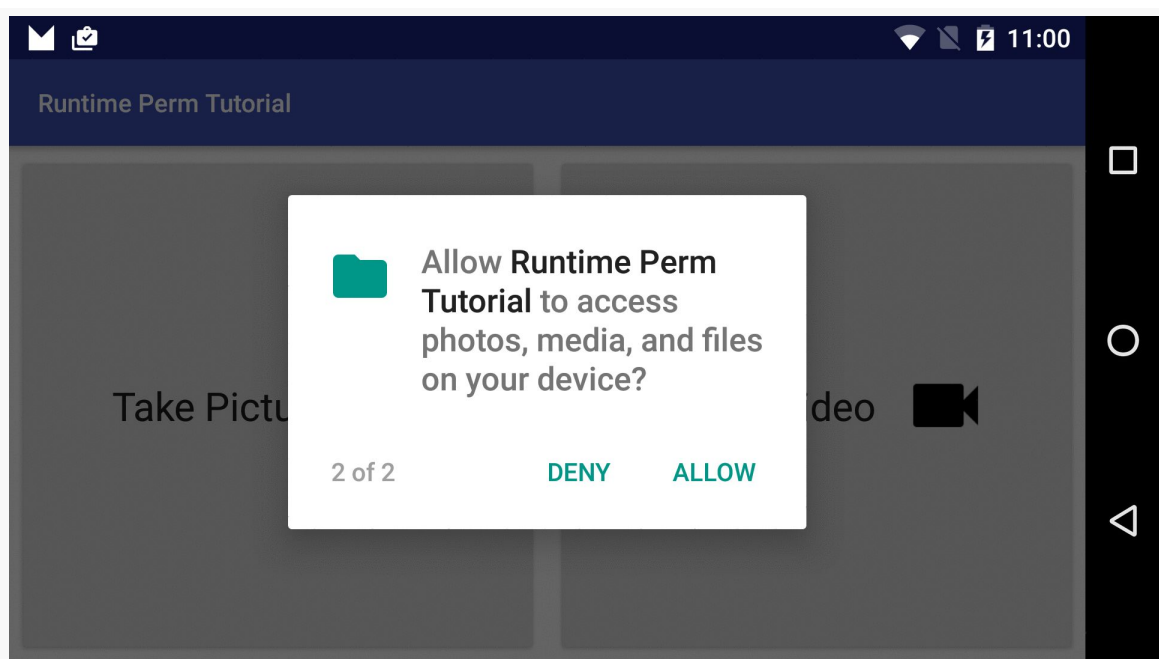 11:00
Runtime Perm Tutorial
Allow Runtime Perm
Tutorial to access
photos, media, and files
on your device?
Take Pictu
ideo
2 of 2 DENY ALLOW